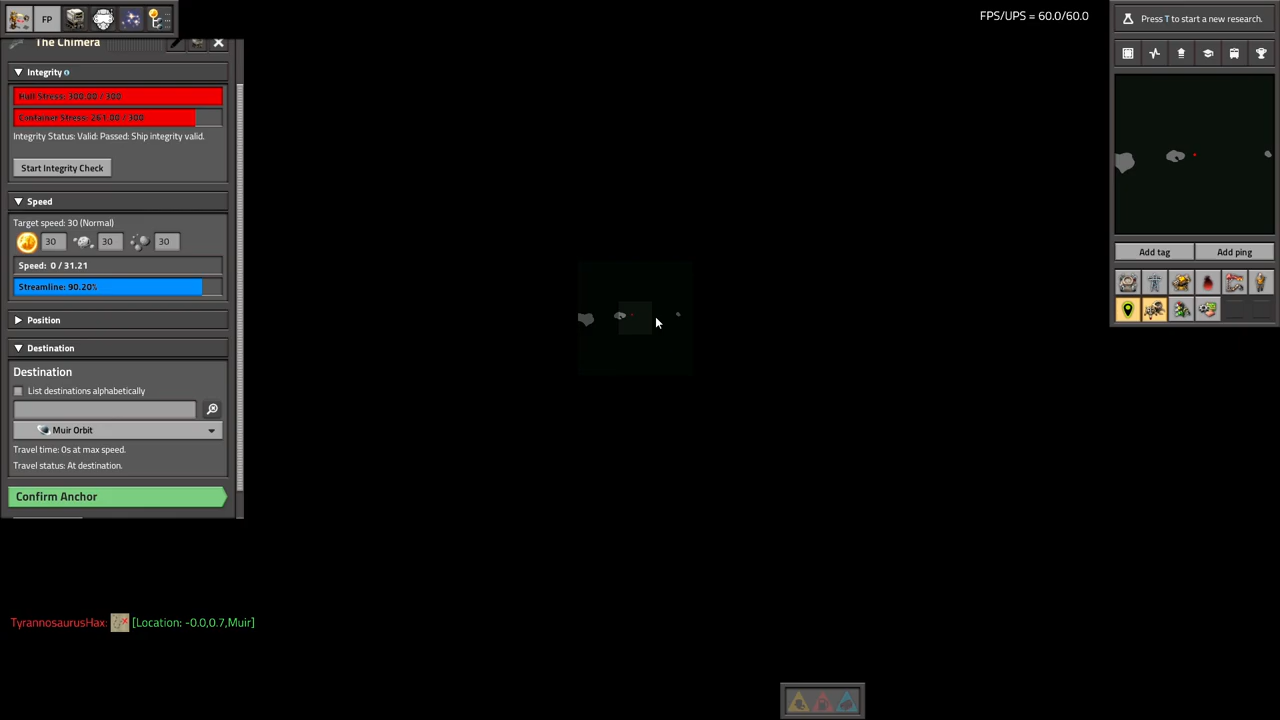 FP
FPS/UPS = 60.0/60.0
Press T to start a new research.
The Chimera
Integrity
Hull Stress: 300.00 / 300
Container Stress: 261.00 / 300
Integrity Status: Valid: Passed: Ship integrity valid.
Start Integrity Check
Speed
Target speed: 30 (Normal)
30 30 30
Speed: 0 / 31.21
Streamline: 90.20%
Position
Destination
Destination
List destinations alphabetically
Muir Orbit
Travel time: 0s at max speed.
Travel status: At destination.
Confirm Anchor
Add tag
Add ping
TyrannosaurusHax: [Location: -0.0,0.7,Muir]